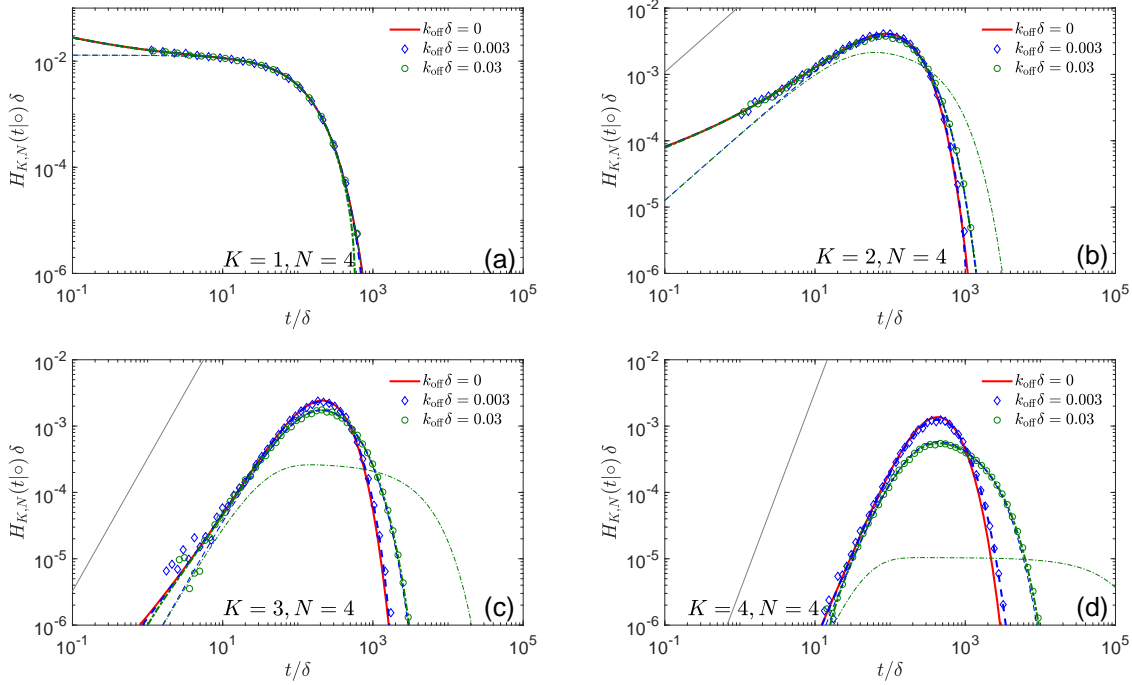 10^-2
10^-4
10^-6
H_{K,N}(t|○) δ
k_off δ = 0
k_off δ = 0.003
k_off δ = 0.03
K = 1, N = 4
(a)
10^-1 10^1 10^3 10^5
t/δ
10^-2
10^-3
10^-4
10^-5
10^-6
H_{K,N}(t|○) δ
k_off δ = 0
k_off δ = 0.003
k_off δ = 0.03
K = 2, N = 4
(b)
10^-1 10^1 10^3 10^5
t/δ
10^-2
10^-3
10^-4
10^-5
10^-6
H_{K,N}(t|○) δ
k_off δ = 0
k_off δ = 0.003
k_off δ = 0.03
K = 3, N = 4
(c)
10^-1 10^1 10^3 10^5
t/δ
10^-2
10^-3
10^-4
10^-5
10^-6
H_{K,N}(t|○) δ
k_off δ = 0
k_off δ = 0.003
k_off δ = 0.03
K = 4, N = 4
(d)
10^-1 10^1 10^3 10^5
t/δ